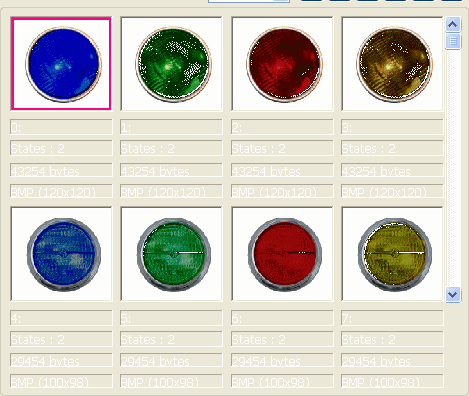 0: 1: 2: 3:
States : 2 States : 2 States : 2 States : 2
43254 bytes 43254 bytes 43254 bytes 43254 bytes
BMP (120x120) BMP (120x120) BMP (120x120) BMP (120x120)
4: 5: 6: 7:
States : 2 States : 2 States : 2 States : 2
29454 bytes 29454 bytes 29454 bytes 29454 bytes
BMP (100x98) BMP (100x98) BMP (100x98) BMP (100x98)